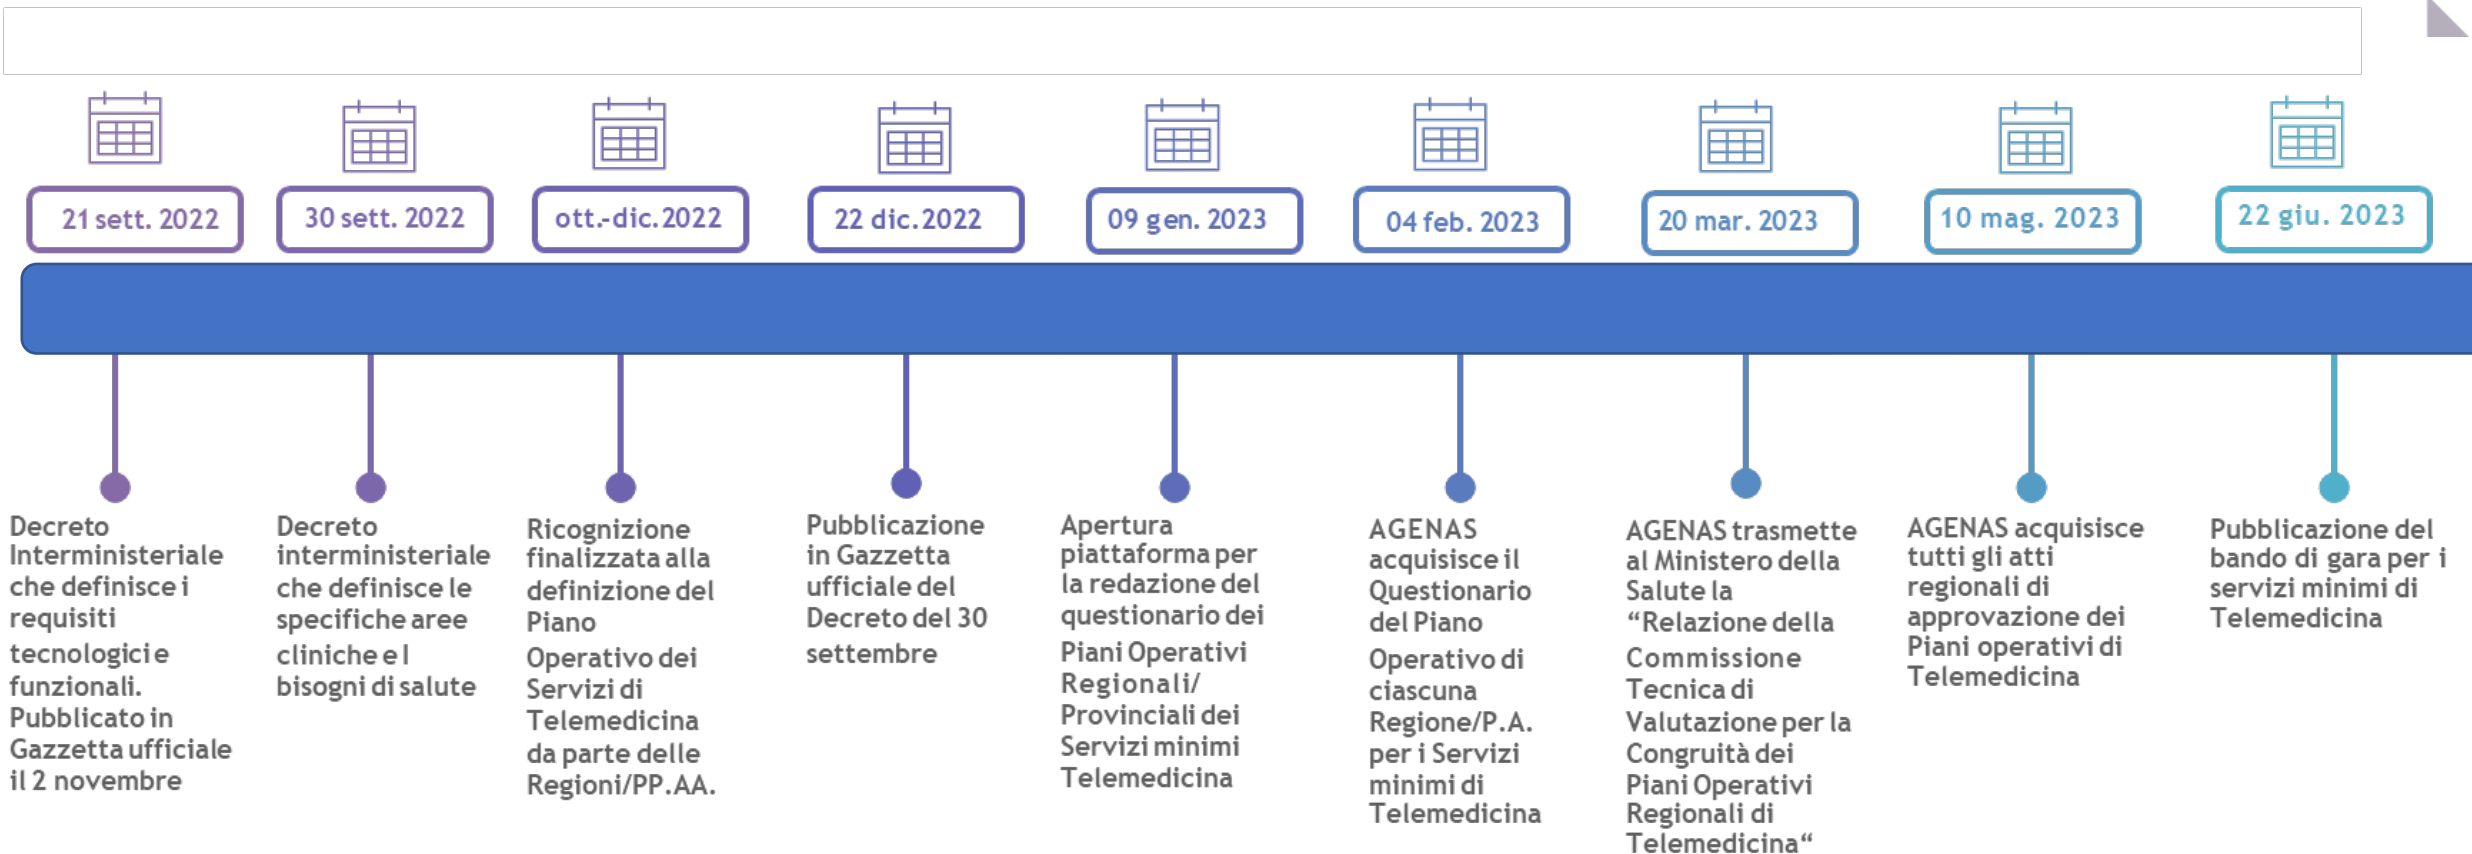 21 sett. 2022
30 sett. 2022
ott.-dic.2022
22 dic.2022
09 gen. 2023
04 feb. 2023
20 mar. 2023
10 mag. 2023
22 giu. 2023
Decreto
Interministeriale
che definisce i
requisiti
tecnologici e
funzionali.
Pubblicato in
Gazzetta ufficiale
il 2 novembre
Decreto
interministeriale
che definisce le
specifiche aree
cliniche e I
bisogni di salute
Ricognizione
finalizzata alla
definizione del
Piano
Operativo dei
Servizi di
Telemedicina
da parte delle
Regioni/PP.AA.
Pubblicazione
in Gazzetta
ufficiale del
Decreto del 30
settembre
Apertura
piattaforma per
la redazione del
questionario dei
Piani Operativi
Regionali/
Provinciali dei
Servizi minimi
Telemedicina
AGENAS
acquisisce il
Questionario
del Piano
Operativo di
ciascuna
Regione/P.A.
per i Servizi
minimi di
Telemedicina
AGENAS trasmette
al Ministero della
Salute la
“Relazione della
Commissione
Tecnica di
Valutazione per la
Congruità dei
Piani Operativi
Regionali di
Telemedicina“
AGENAS acquisisce
tutti gli atti
regionali di
approvazione dei
Piani operativi di
Telemedicina
Pubblicazione del
bando di gara per i
servizi minimi di
Telemedicina